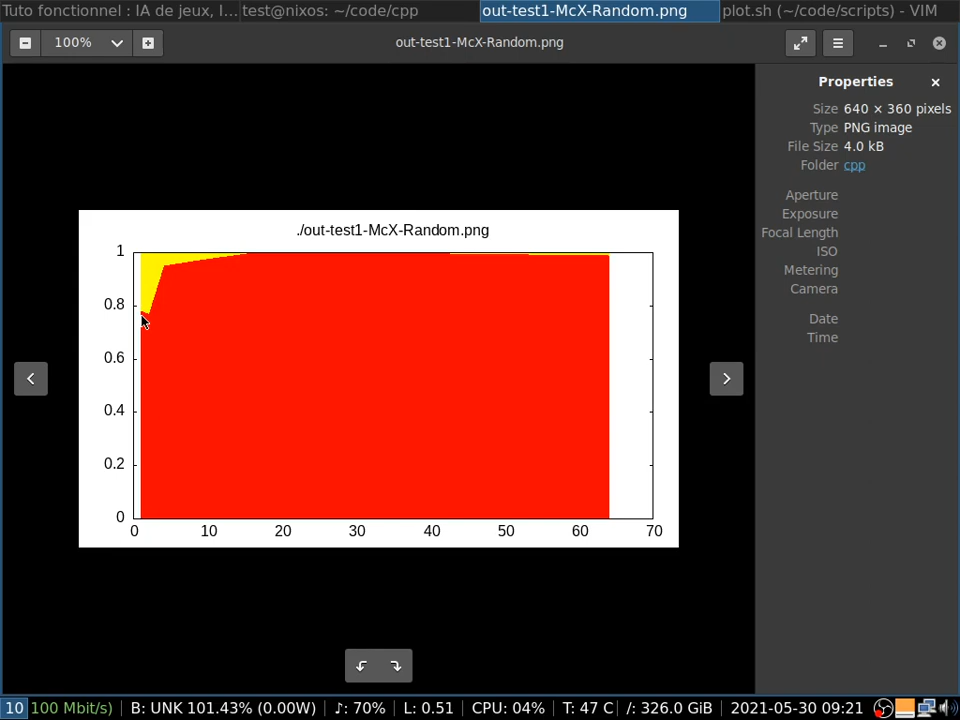 Tuto fonctionnel : IA de jeux, I… test@nixos: ~/code/cpp out-test1-McX-Random.png plot.sh (~/code/scripts) - VIM
100% out-test1-McX-Random.png
Properties
Size 640 × 360 pixels
Type PNG image
File Size 4.0 kB
Folder cpp
Aperture
Exposure
Focal Length
ISO
Metering
Camera
Date
Time
./out-test1-McX-Random.png
1
0.8
0.6
0.4
0.2
0
0 10 20 30 40 50 60 70
10 100 Mbit/s) | B: UNK 101.43% (0.00W) | ♪: 70% | L: 0.51 | CPU: 04% | T: 47 C | /: 326.0 GiB | 2021-05-30 09:21